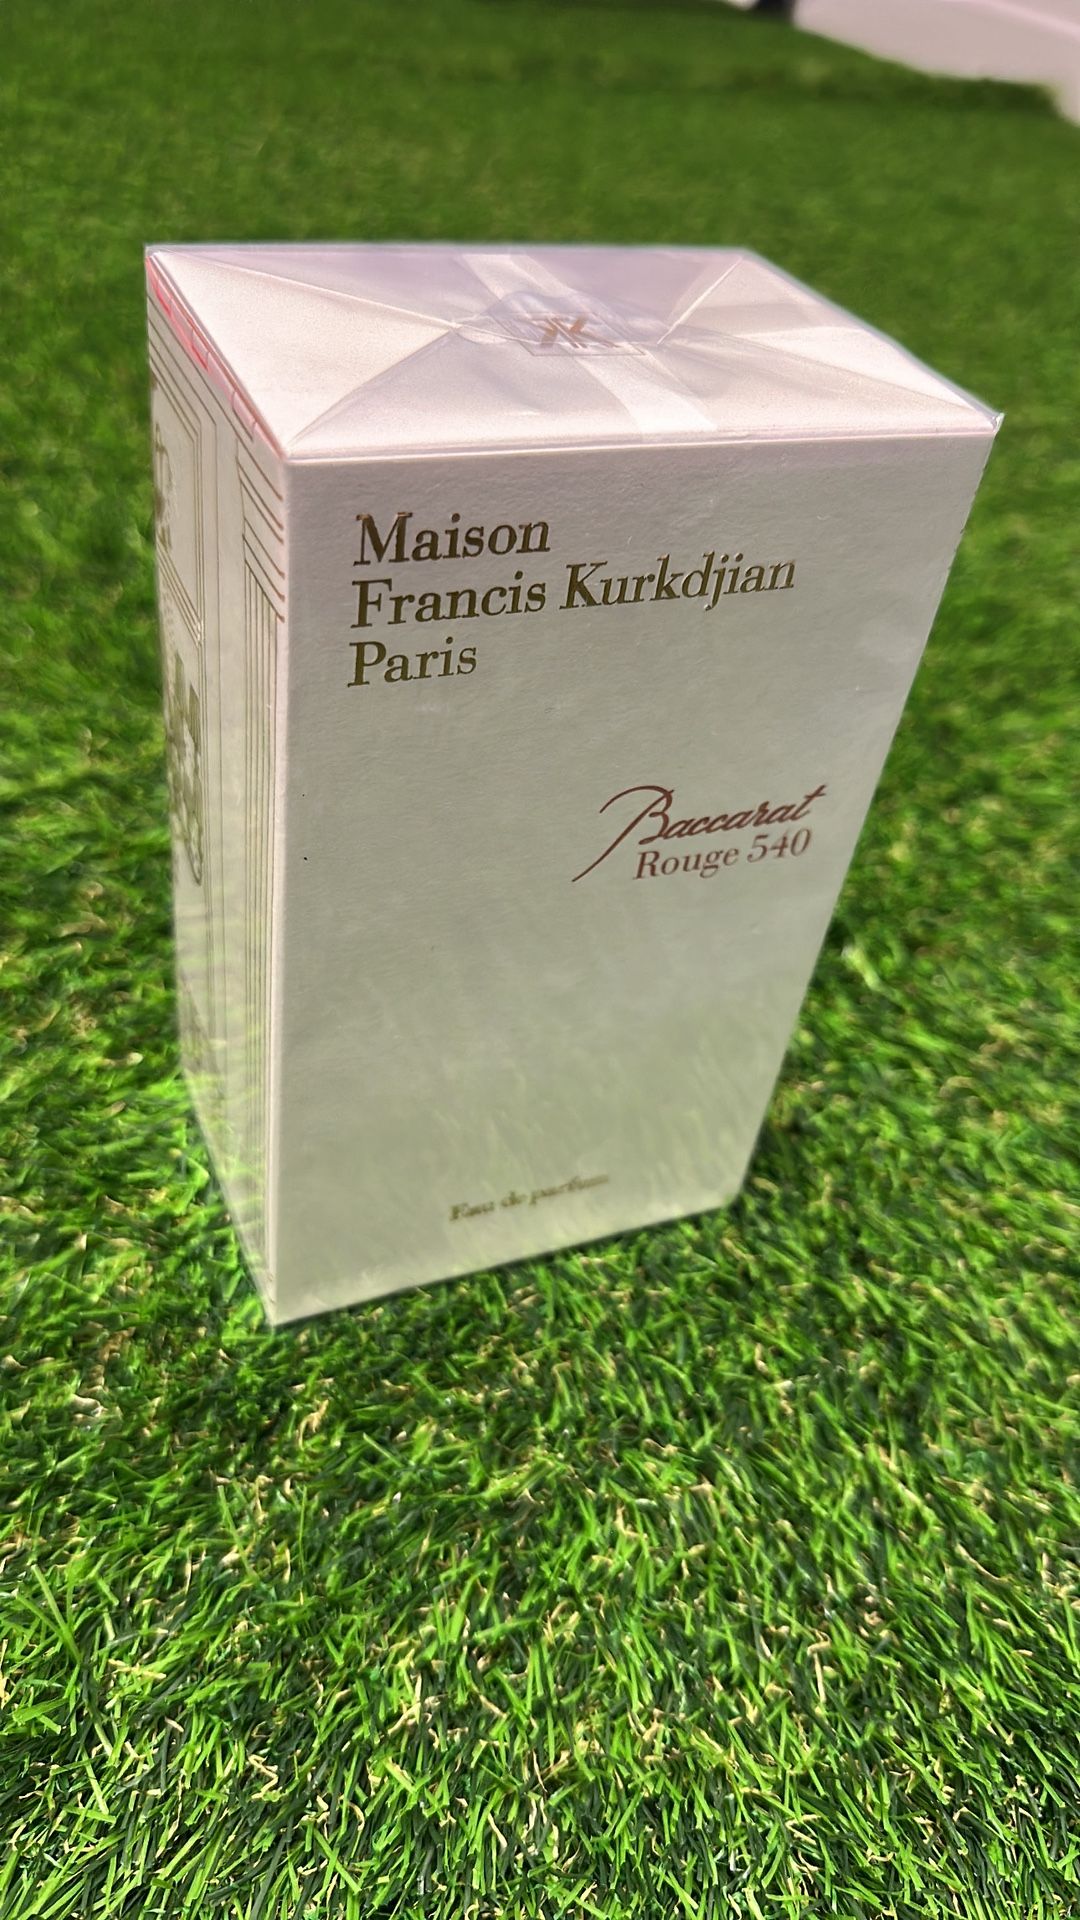 Maison
Francis Kurkdjian
Paris
Baccarat
Rouge 540
Eau de parfum